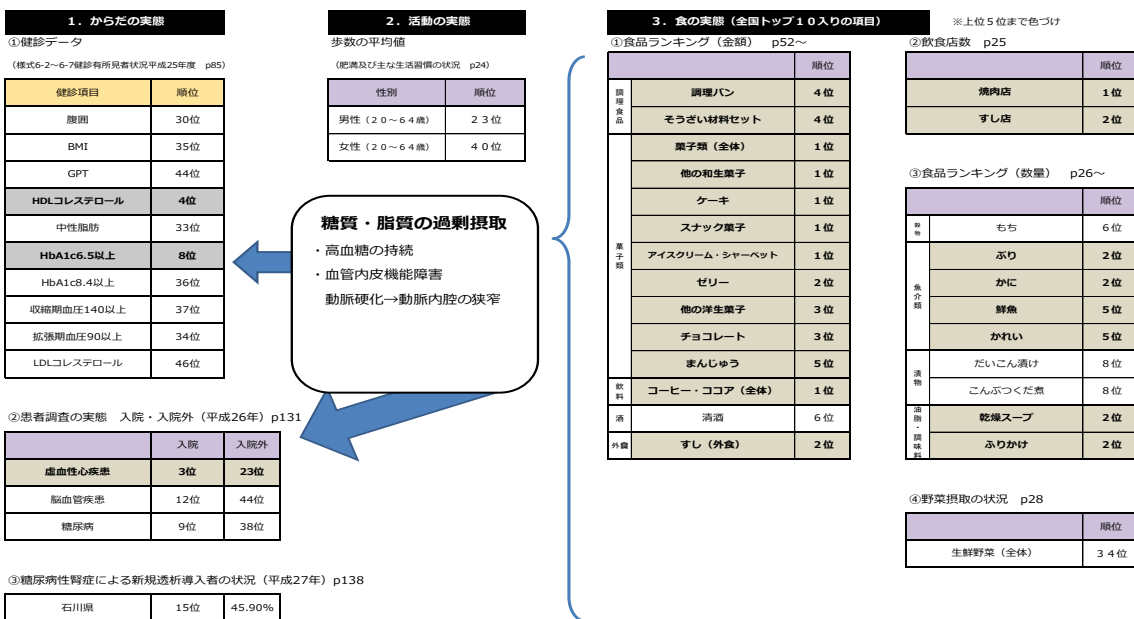 1．からだの実態
①健診データ
（様式6-2～6-7健診有所見者状況平成25年度　p85）
健診項目　順位
腹囲　30位
BMI　35位
GPT　44位
HDLコレステロール　4位
中性脂肪　33位
HbA1c6.5以上　8位
HbA1c8.4以上　36位
収縮期血圧140以上　37位
拡張期血圧90以上　34位
LDLコレステロール　46位
②患者調査の実態　入院・入院外（平成26年）p131
入院　入院外
虚血性心疾患　3位　23位
脳血管疾患　12位　44位
糖尿病　9位　38位
③糖尿病性腎症による新規透析導入者の状況（平成27年）p138
石川県　15位　45.90%
2．活動の実態
歩数の平均値
（肥満及び主な生活習慣の状況　p24）
性別　順位
男性（２０～６４歳）　２３位
女性（２０～６４歳）　４０位
糖質・脂質の過剰摂取
・高血糖の持続
・血管内皮機能障害
動脈硬化→動脈内腔の狭窄
3．食の実態（全国トップ１０入りの項目）
※上位５位まで色づけ
①食品ランキング（金額）　p52～
順位
調理食品
調理パン　４位
そうざい材料セット　４位
菓子類
菓子類（全体）　１位
他の和生菓子　１位
ケーキ　１位
スナック菓子　１位
アイスクリーム・シャーベット　１位
ゼリー　２位
他の洋生菓子　３位
チョコレート　３位
まんじゅう　５位
飲料
コーヒー・ココア（全体）　１位
酒　清酒　６位
外食　すし（外食）　２位
②飲食店数　p25
順位
焼肉店　１位
すし店　２位
③食品ランキング（数量）　p26～
順位
穀物
もち　６位
魚介類
ぶり　２位
かに　２位
鮮魚　５位
かれい　５位
漬物
だいこん漬け　８位
こんぶつくだ煮　８位
油脂・調味料
乾燥スープ　２位
ふりかけ　２位
④野菜摂取の状況　p28
順位
生鮮野菜（全体）　３４位